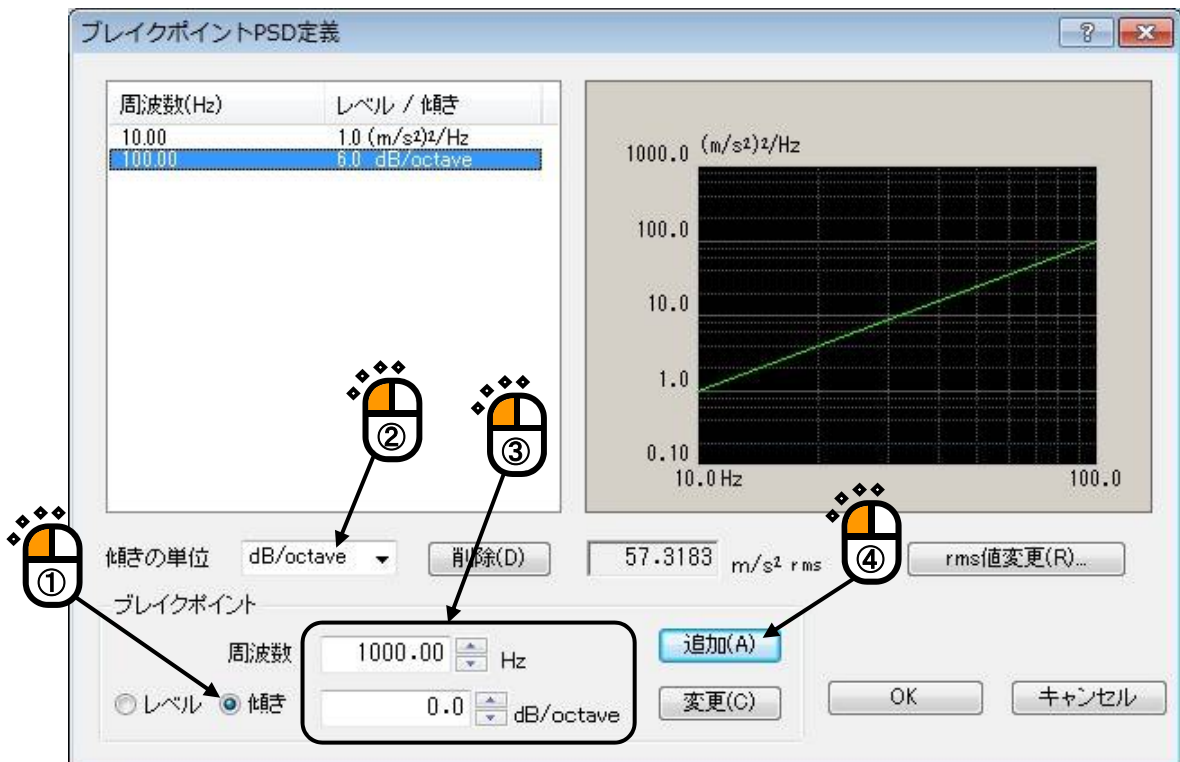 ブレイクポイントPSD定義
周波数(Hz) レベル / 傾き
10.00 1.0 (m/s²)²/Hz
100.00 6.0 dB/octave
1000.0 (m/s²)²/Hz
100.0
10.0
1.0
0.10
10.0Hz 100.0
② ③
① ④
傾きの単位 dB/octave 削除(D) 57.3183 m/s² rms rms値変更(R)...
ブレイクポイント
周波数 1000.00 Hz 追加(A)
レベル 傾き 0.0 dB/octave 変更(C) OK キャンセル